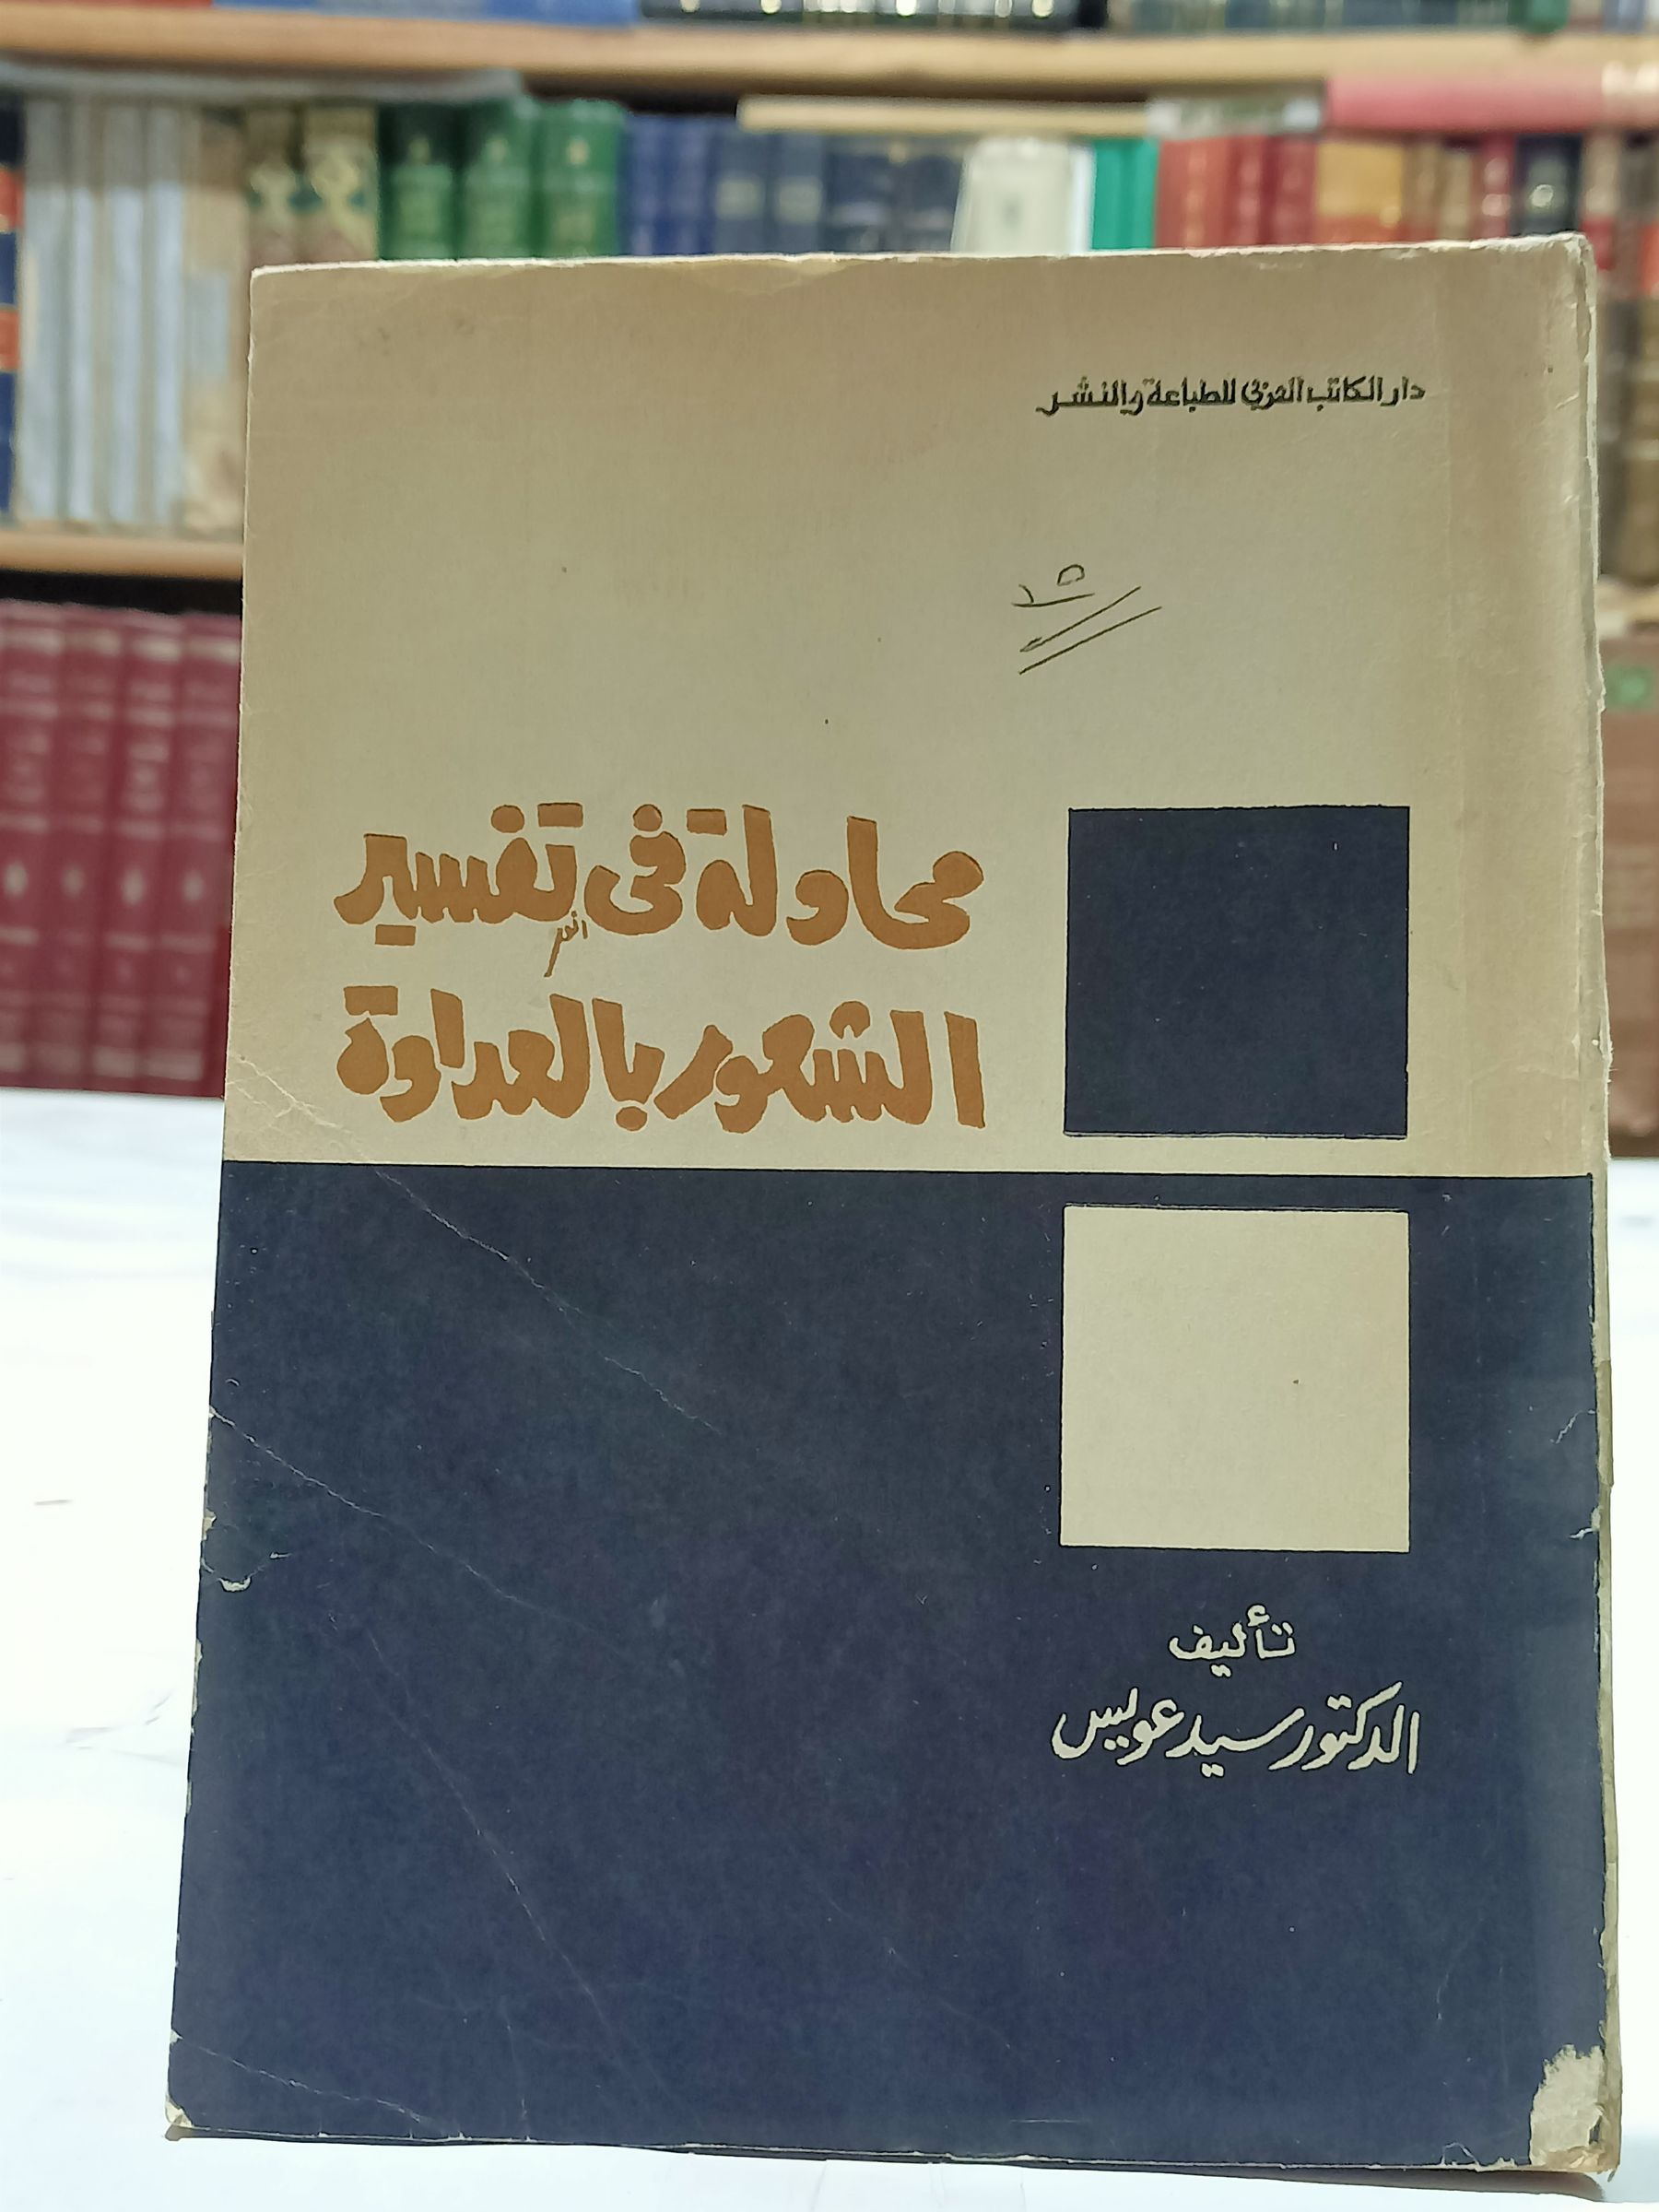 دار الكاتب العربي للطباعة والنشر
محاولة فى تفسير
الشعور بالعداوة
تأليف
الدكتور سيد عويس